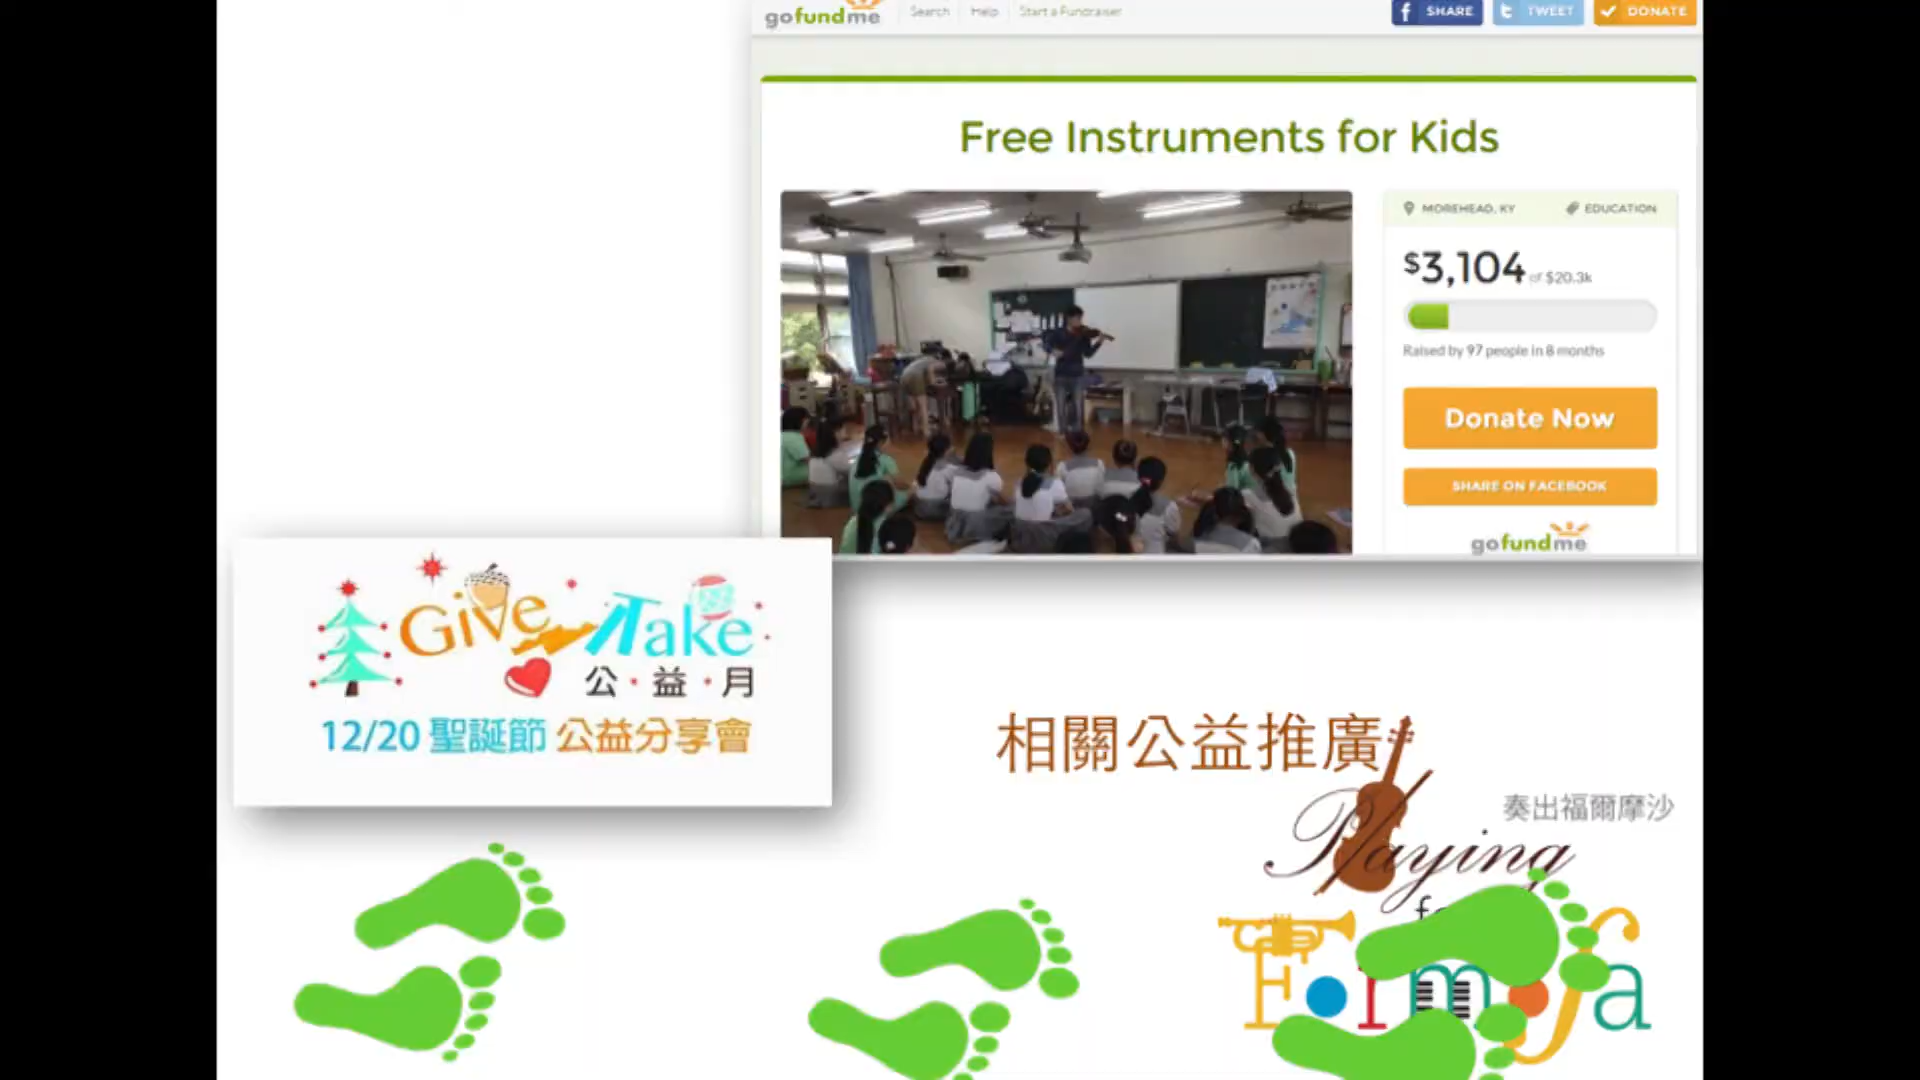 gofundme Search Help Start a Fundraiser SHARE TWEET DONATE
Free Instruments for Kids
MOREHEAD, KY EDUCATION
$3,104 of $20.3k
Raised by 97 people in 8 months
Donate Now
SHARE ON FACEBOOK
gofundme
Give Take
公・益・月
12/20 聖誕節 公益分享會
相關公益推廣
奏出福爾摩沙
Playing
Formosa